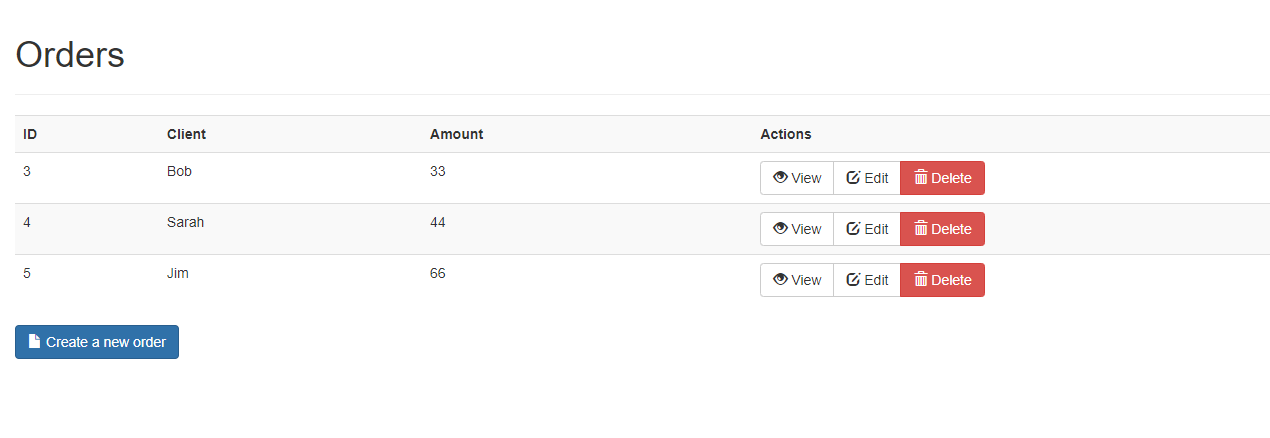 Orders
ID Client Amount Actions
3 Bob 33 View Edit Delete
4 Sarah 44 View Edit Delete
5 Jim 66 View Edit Delete
Create a new order